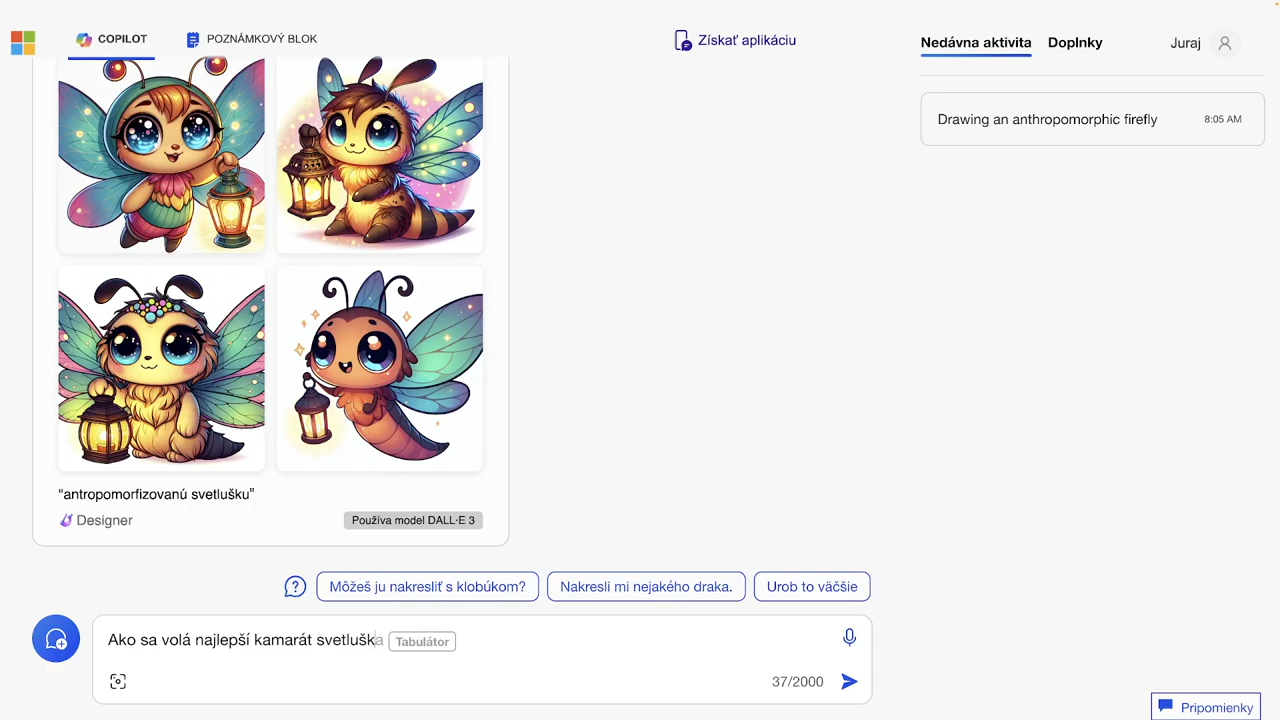 COPILOT
POZNÁMKOVÝ BLOK
Získať aplikáciu
Nedávna aktivita
Doplnky
Juraj
Drawing an anthropomorphic firefly
8:05 AM
"antropomorfizovanú svetlušku"
Designer
Používa model DALL·E 3
Môžeš ju nakresliť s klobúkom?
Nakresli mi nejakého draka.
Urob to väčšie
Ako sa volá najlepší kamarát svetluška Tabulátor
37/2000
Pripomienky